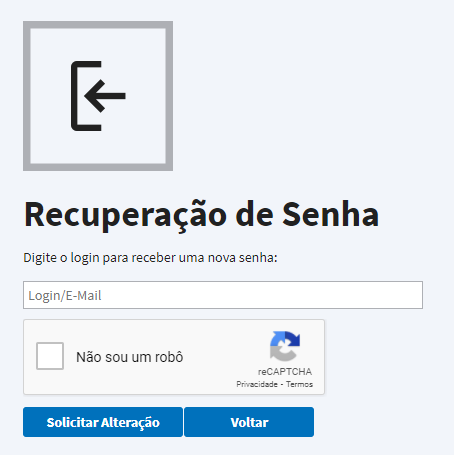 Recuperação de Senha
Digite o login para receber uma nova senha:
Login/E-Mail
Não sou um robô
reCAPTCHA
Privacidade - Termos
Solicitar Alteração
Voltar